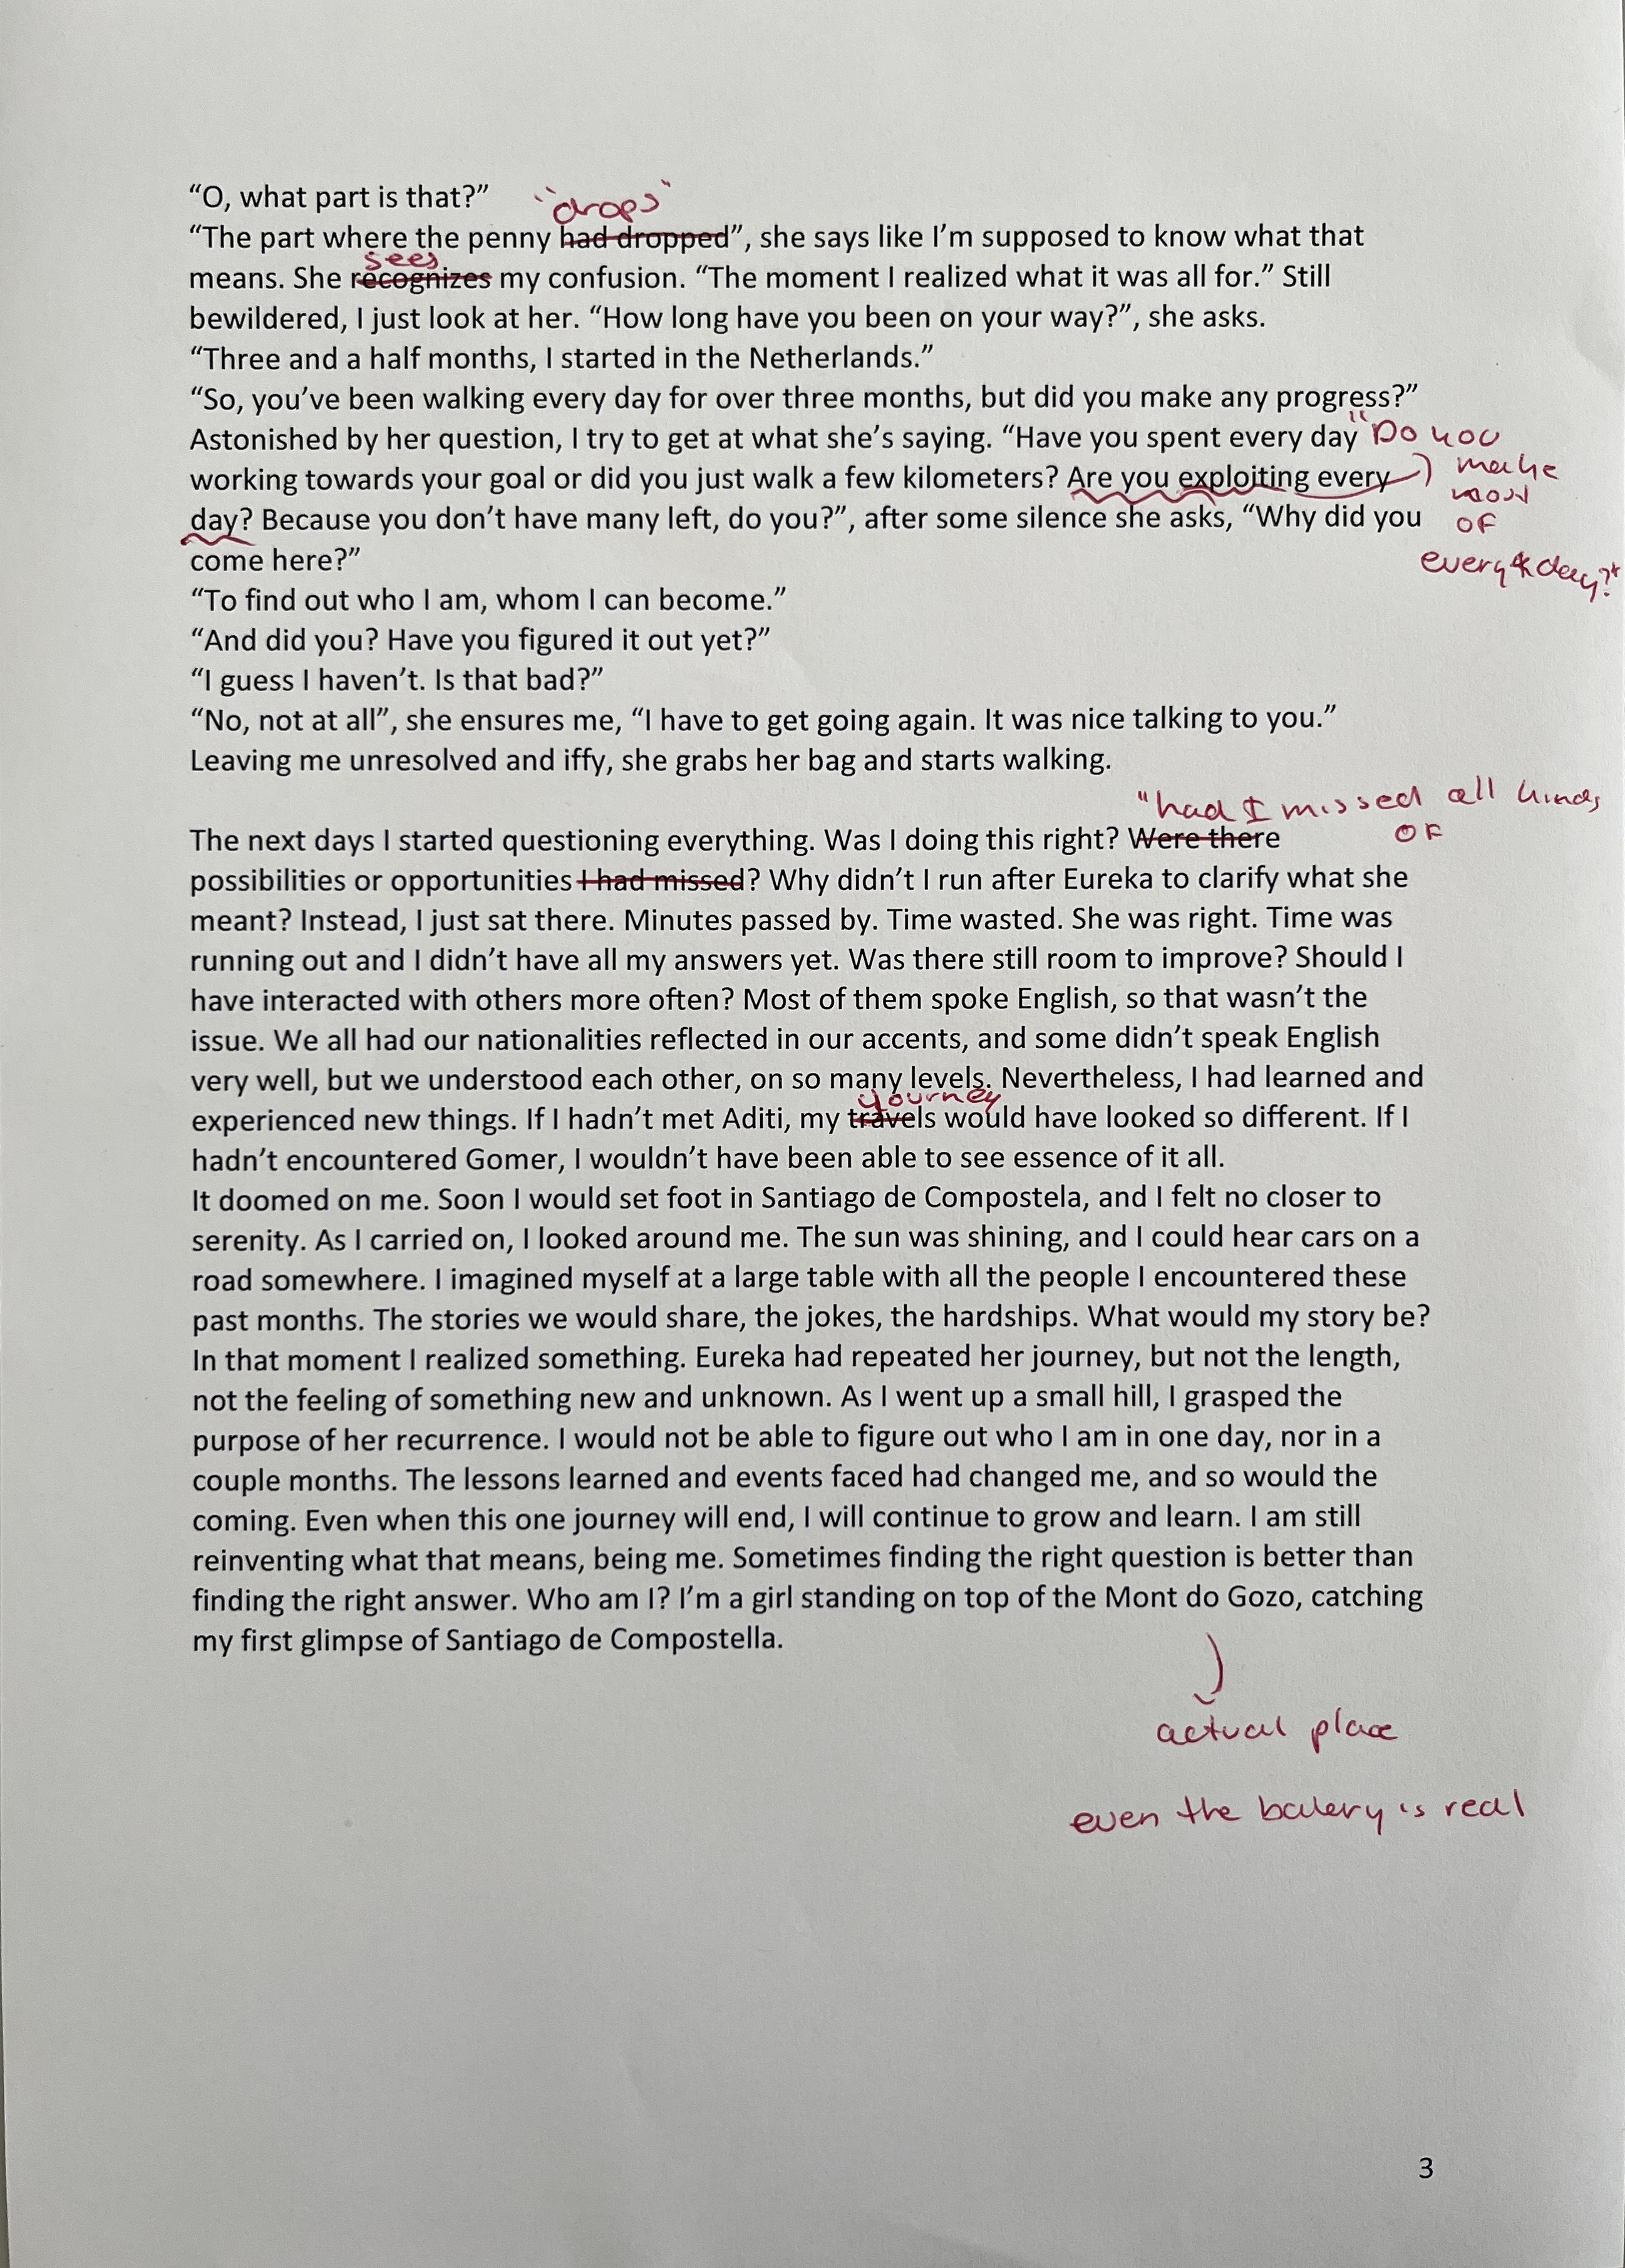 “O, what part is that?”
“drops”
“The part where the penny had dropped”, she says like I’m supposed to know what that
sees
means. She recognizes my confusion. “The moment I realized what it was all for.” Still
bewildered, I just look at her. “How long have you been on your way?”, she asks.
“Three and a half months, I started in the Netherlands.”
“So, you’ve been walking every day for over three months, but did you make any progress?”
Astonished by her question, I try to get at what she’s saying. “Have you spent every day
"Do you
working towards your goal or did you just walk a few kilometers? Are you exploiting every
make
most
day? Because you don’t have many left, do you?”, after some silence she asks, “Why did you
of
come here?”
every day?"
“To find out who I am, whom I can become.”
“And did you? Have you figured it out yet?”
“I guess I haven’t. Is that bad?”
“No, not at all”, she ensures me, “I have to get going again. It was nice talking to you.”
Leaving me unresolved and iffy, she grabs her bag and starts walking.
"had I missed all kinds
of
The next days I started questioning everything. Was I doing this right? Were there
possibilities or opportunities I had missed? Why didn’t I run after Eureka to clarify what she
meant? Instead, I just sat there. Minutes passed by. Time wasted. She was right. Time was
running out and I didn’t have all my answers yet. Was there still room to improve? Should I
have interacted with others more often? Most of them spoke English, so that wasn’t the
issue. We all had our nationalities reflected in our accents, and some didn’t speak English
very well, but we understood each other, on so many levels. Nevertheless, I had learned and
yourney
experienced new things. If I hadn’t met Aditi, my travels would have looked so different. If I
hadn’t encountered Gomer, I wouldn’t have been able to see essence of it all.
It doomed on me. Soon I would set foot in Santiago de Compostela, and I felt no closer to
serenity. As I carried on, I looked around me. The sun was shining, and I could hear cars on a
road somewhere. I imagined myself at a large table with all the people I encountered these
past months. The stories we would share, the jokes, the hardships. What would my story be?
In that moment I realized something. Eureka had repeated her journey, but not the length,
not the feeling of something new and unknown. As I went up a small hill, I grasped the
purpose of her recurrence. I would not be able to figure out who I am in one day, nor in a
couple months. The lessons learned and events faced had changed me, and so would the
coming. Even when this one journey will end, I will continue to grow and learn. I am still
reinventing what that means, being me. Sometimes finding the right question is better than
finding the right answer. Who am I? I’m a girl standing on top of the Mont do Gozo, catching
my first glimpse of Santiago de Compostella.
actual place
even the bakery is real
3